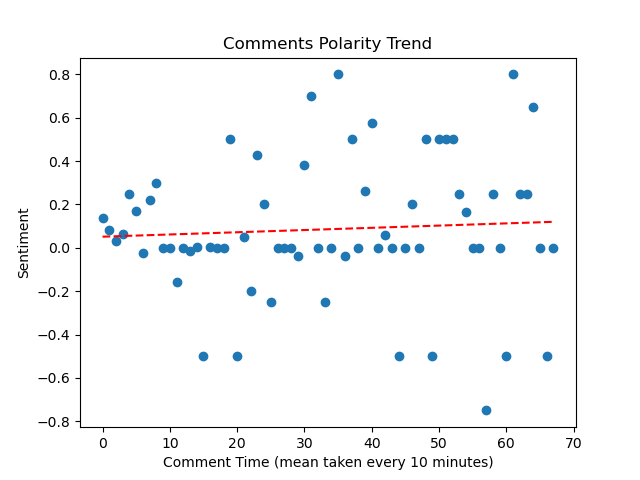 Comments Polarity Trend
0.8
0.6
0.4
0.2
0.0
−0.2
−0.4
−0.6
−0.8
Sentiment
0 10 20 30 40 50 60 70
Comment Time (mean taken every 10 minutes)